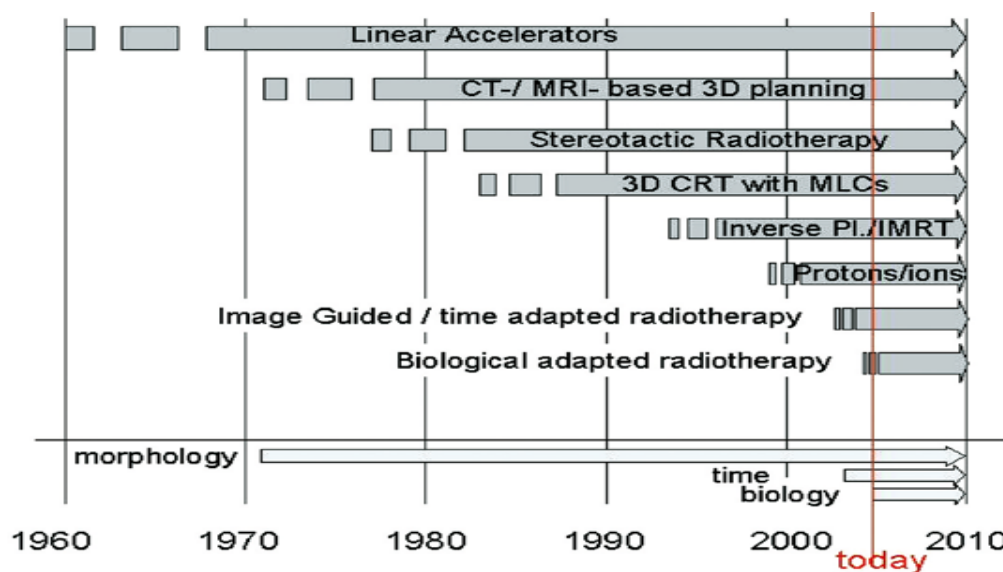 Linear Accelerators
CT-/ MRI- based 3D planning
Stereotactic Radiotherapy
3D CRT with MLCs
Inverse Pl./IMRT
Protons/ions
Image Guided / time adapted radiotherapy
Biological adapted radiotherapy
morphology
time
biology
1960 1970 1980 1990 2000 2010
today